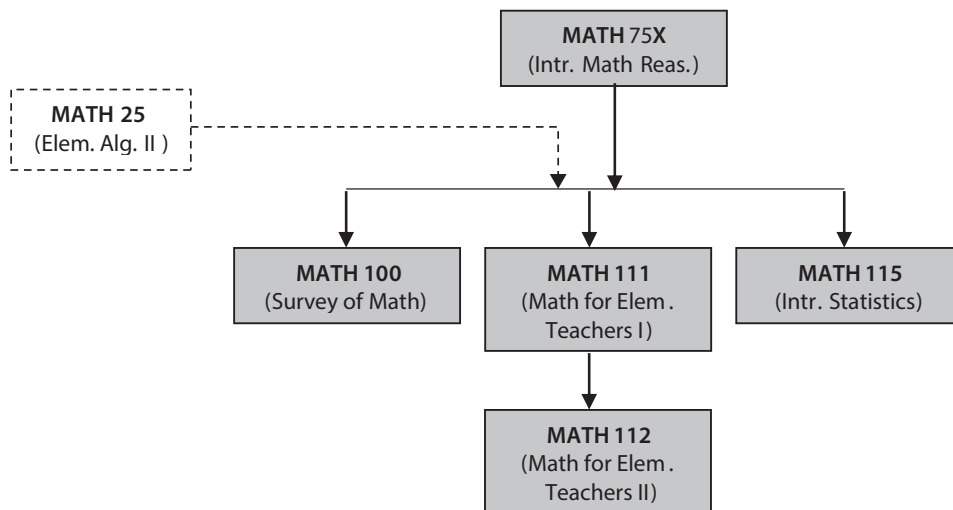 MATH 75X
(Intr. Math Reas.)
MATH 25
(Elem. Alg. II )
MATH 100
(Survey of Math)
MATH 111
(Math for Elem.
Teachers I)
MATH 115
(Intr. Statistics)
MATH 112
(Math for Elem.
Teachers II)